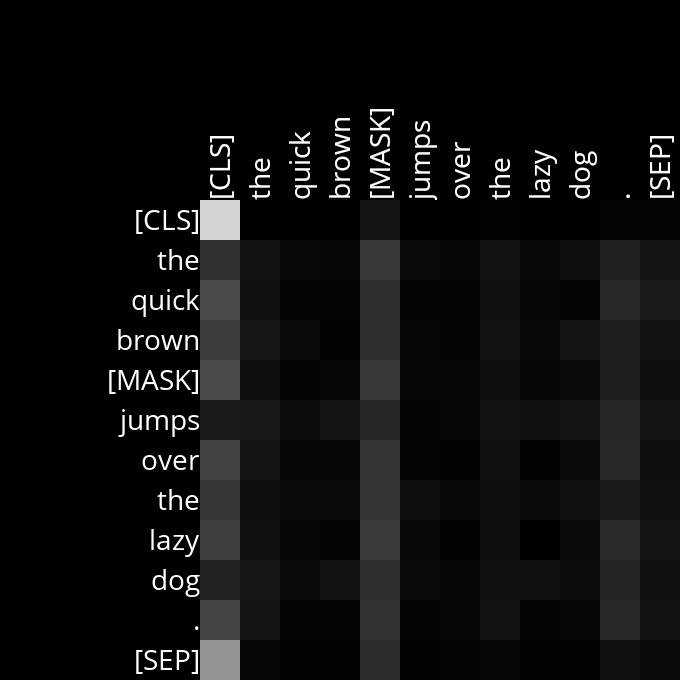 [CLS] the quick brown [MASK] jumps over the lazy dog . [SEP]
[CLS]
the
quick
brown
[MASK]
jumps
over
the
lazy
dog
.
[SEP]